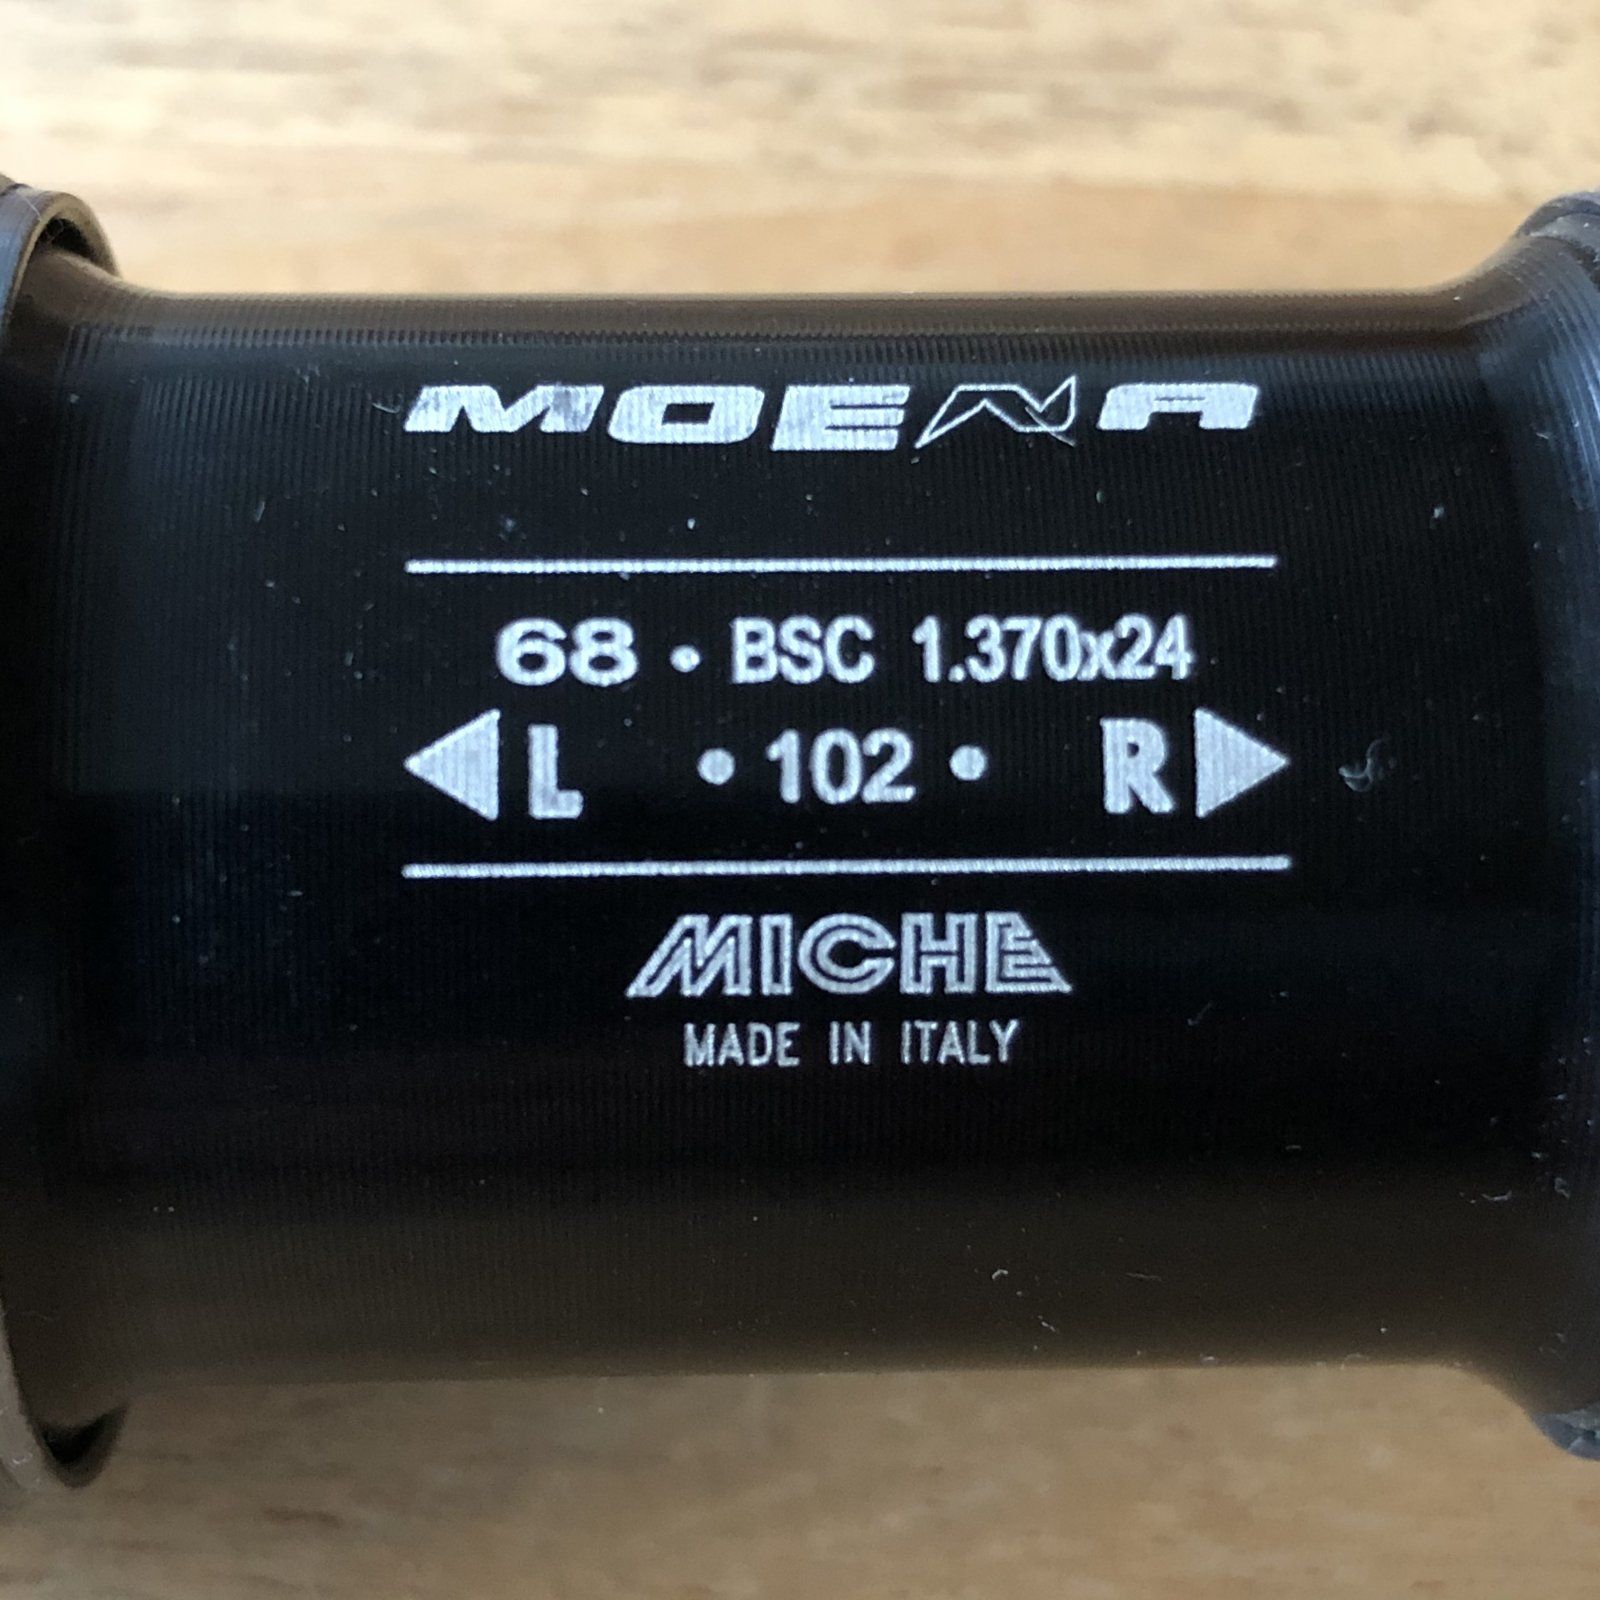 MOENA
68 • BSC 1.370x24
◀ L • 102 • R ▶
MICHE
MADE IN ITALY